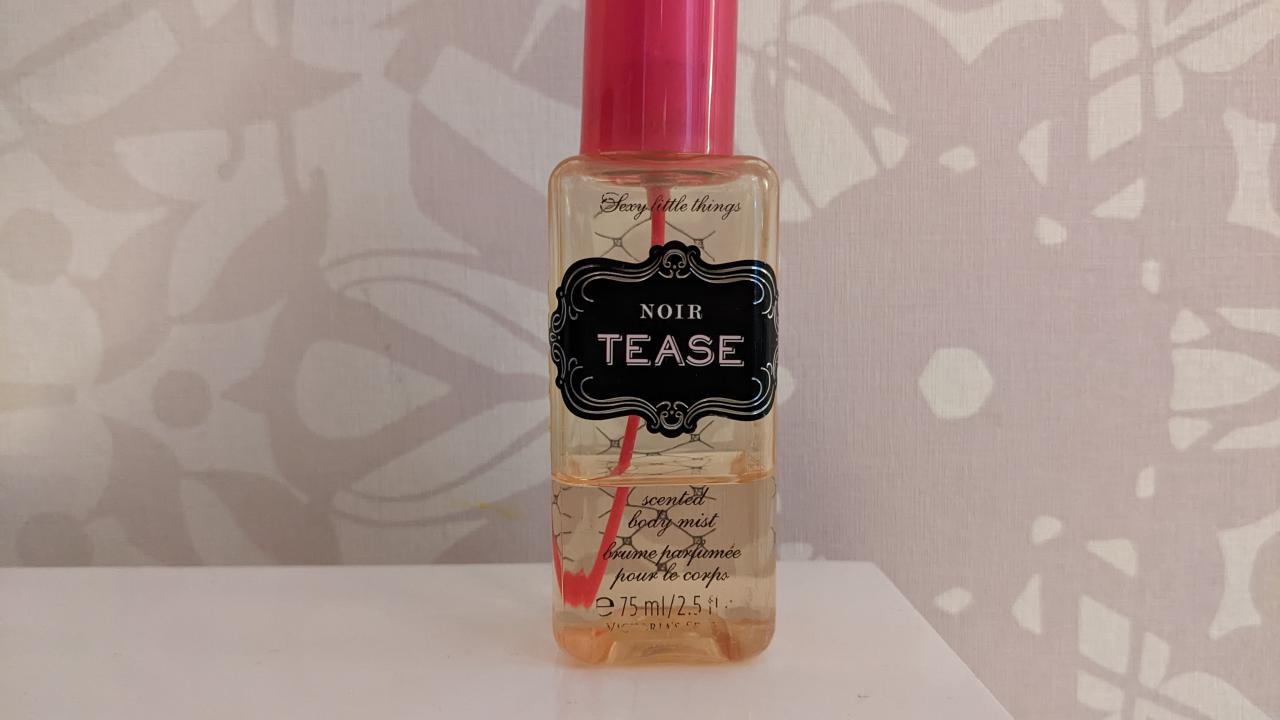 Sexy little things
NOIR
TEASE
scented
body mist
brume parfumée
pour le corps
℮ 75 ml/2.5